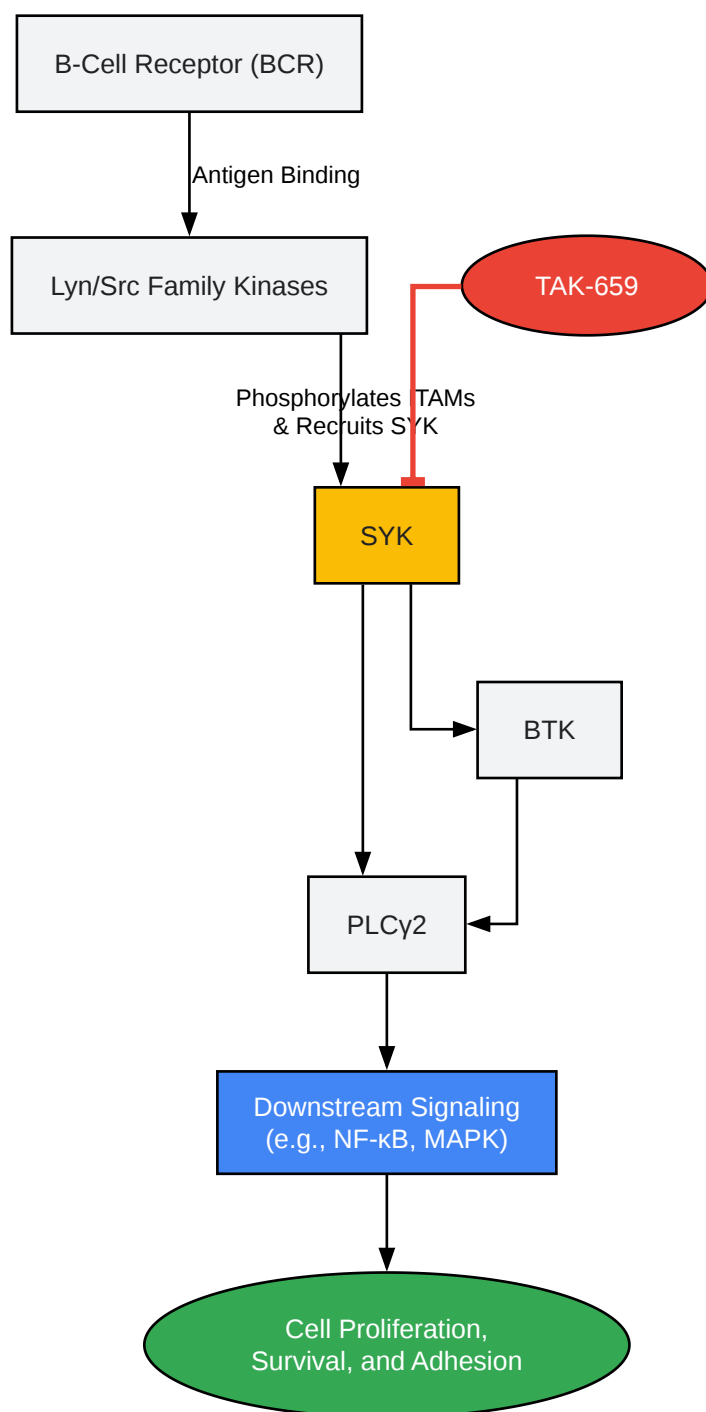 B-Cell Receptor (BCR)
Antigen Binding
Lyn/Src Family Kinases
TAK-659
Phosphorylates ITAMs
& Recruits SYK
SYK
BTK
PLCγ2
Downstream Signaling
(e.g., NF-κB, MAPK)
Cell Proliferation,
Survival, and Adhesion